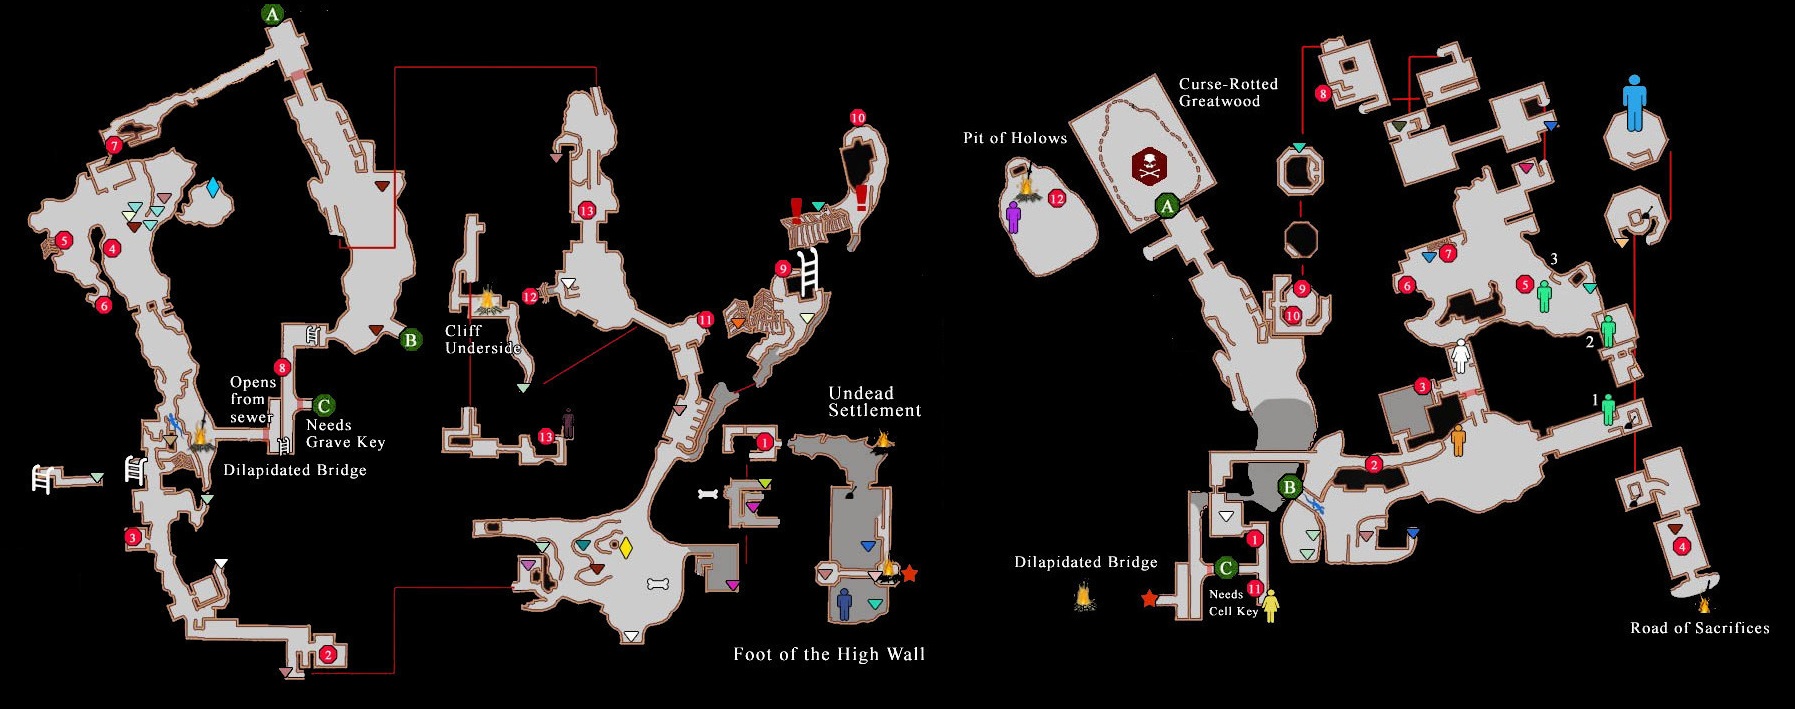 A
7
5
4
6
B
8
Opens
from
sewer
C
Needs
Grave Key
Dilapidated Bridge
3
2
13
12
Cliff
Underside
11
9
10
!
!
13
1
Undead
Settlement
Foot of the High Wall
Curse-Rotted
Greatwood
Pit of Holows
12
A
8
9
10
7
6
5
3
2
1
3
2
B
1
C
11
Needs
Cell Key
Dilapidated Bridge
4
Road of Sacrifices